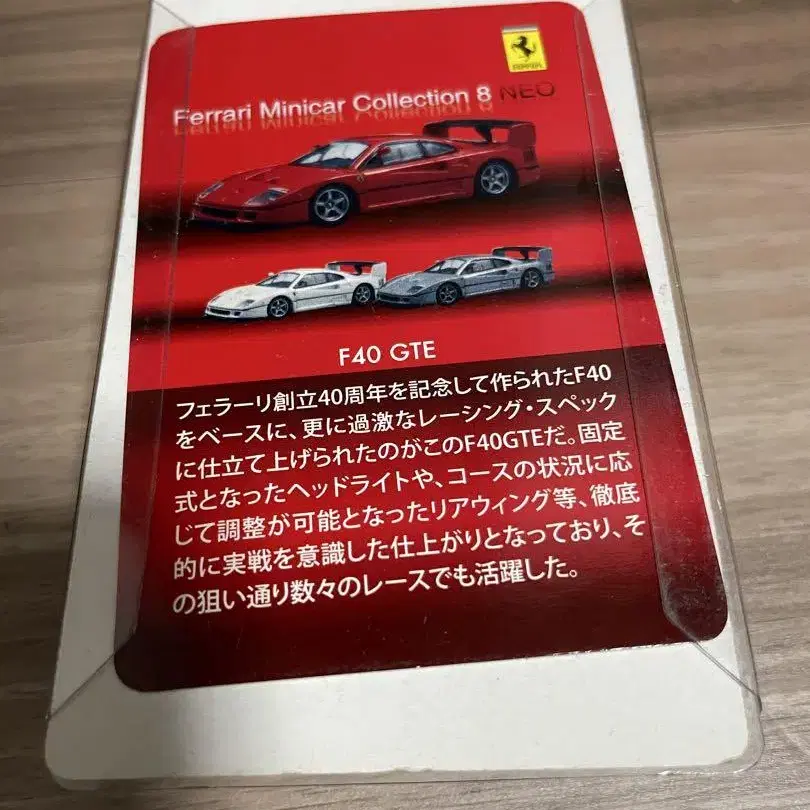 Ferrari
Ferrari Minicar Collection 8 NEO
F40 GTE
フェラーリ創立40周年を記念して作られたF40
をベースに、更に過激なレーシング・スペック
に仕立て上げられたのがこのF40GTEだ。固定
式となったヘッドライトや、コースの状況に応
じて調整が可能となったリアウィング等、徹底
的に実戦を意識した仕上がりとなっており、そ
の狙い通り数々のレースでも活躍した。